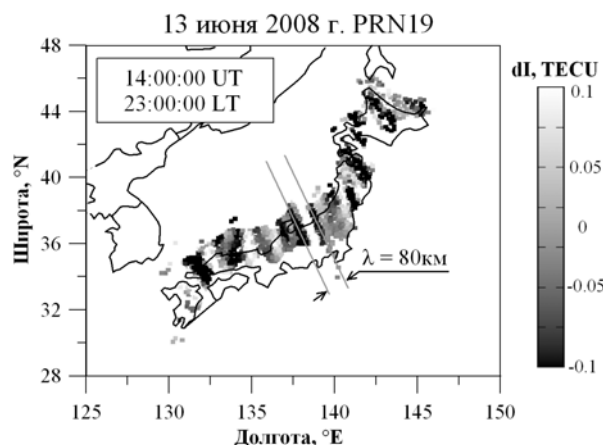 13 июня 2008 г. PRN19
48
44
40
36
32
28
Широта, °N
14:00:00 UT
23:00:00 LT
λ = 80км
125
130
135
140
145
150
Долгота, °E
dI, TECU
0.1
0.05
0
-0.05
-0.1